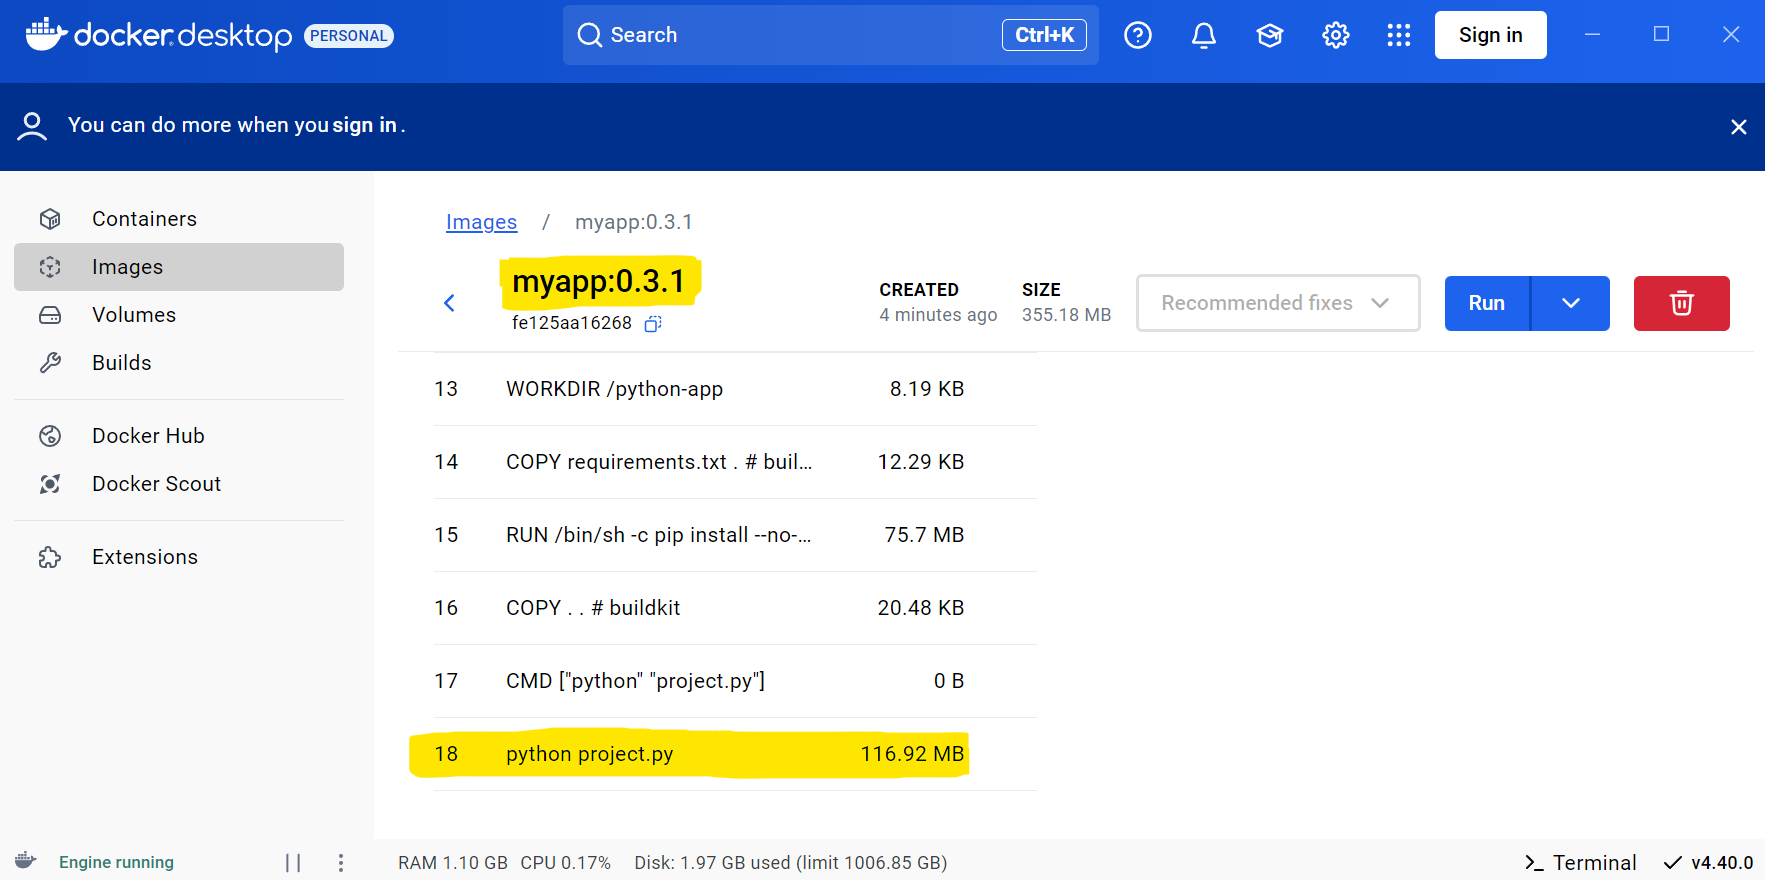 docker desktop PERSONAL
Search Ctrl+K
Sign in
You can do more when you sign in.
Containers
Images
Volumes
Builds
Docker Hub
Docker Scout
Extensions
Images / myapp:0.3.1
myapp:0.3.1
fe125aa16268
CREATED
4 minutes ago
SIZE
355.18 MB
Recommended fixes
Run
13 WORKDIR /python-app 8.19 KB
14 COPY requirements.txt . # buil... 12.29 KB
15 RUN /bin/sh -c pip install --no-... 75.7 MB
16 COPY . . # buildkit 20.48 KB
17 CMD ["python" "project.py"] 0 B
18 python project.py 116.92 MB
Engine running
RAM 1.10 GB CPU 0.17% Disk: 1.97 GB used (limit 1006.85 GB)
>_ Terminal
v4.40.0